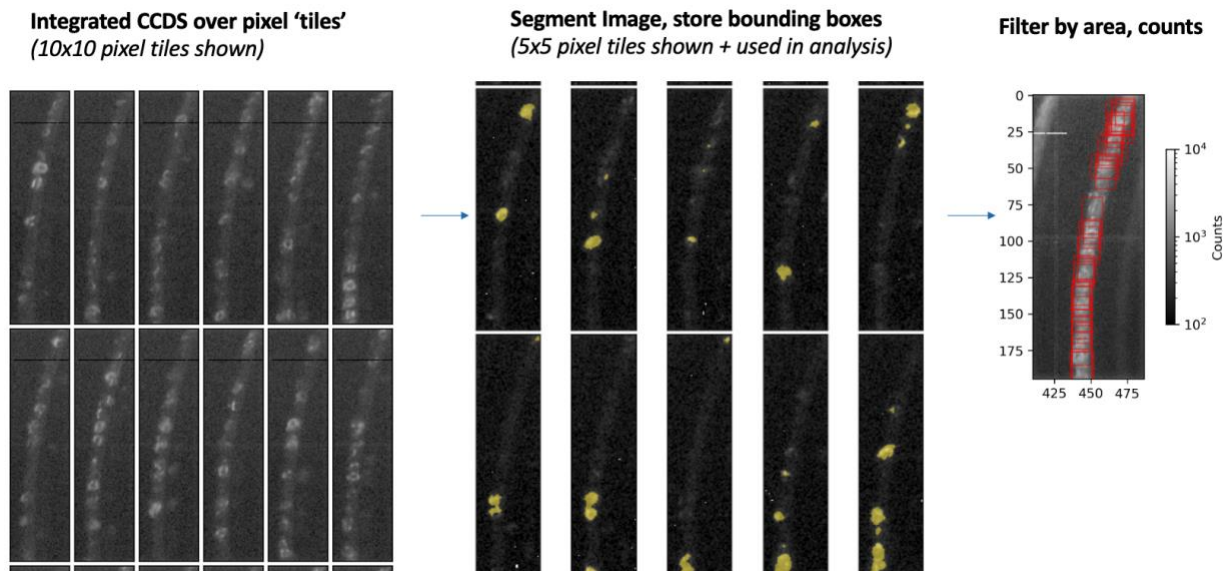 Integrated CCDS over pixel ‘tiles’
(10x10 pixel tiles shown)
Segment Image, store bounding boxes
(5x5 pixel tiles shown + used in analysis)
Filter by area, counts
0
25
50
75
100
125
150
175
425 450 475
10⁴
10³
10²
Counts